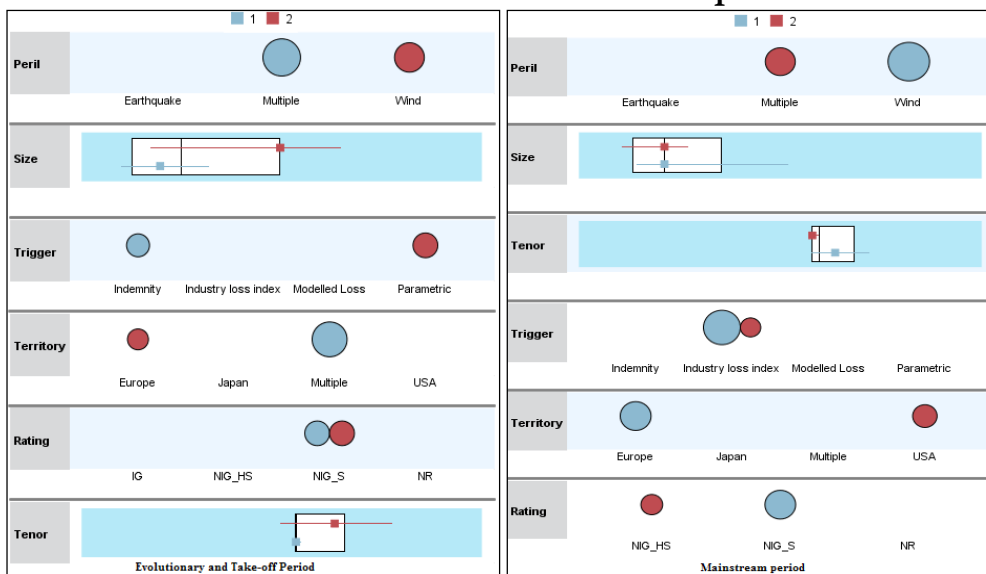 1 2
Peril
Earthquake Multiple Wind
Size
Trigger
Indemnity Industry loss index Modelled Loss Parametric
Territory
Europe Japan Multiple USA
Rating
IG NIG_HS NIG_S NR
Tenor
Evolutionary and Take-off Period
1 2
Peril
Earthquake Multiple Wind
Size
Tenor
Trigger
Indemnity Industry loss index Modelled Loss Parametric
Territory
Europe Japan Multiple USA
Rating
NIG_HS NIG_S NR
Mainstream period